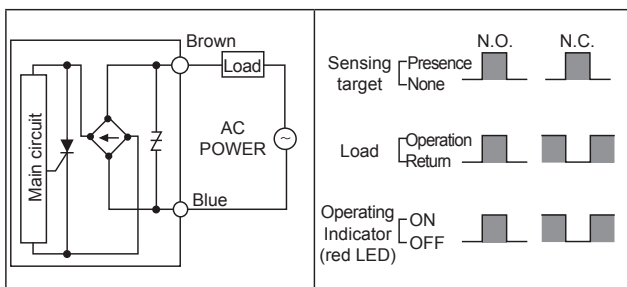 Brown
Load
Main circuit
AC
POWER
~
Blue
N.O. N.C.
Sensing target
Presence
None
Load
Operation
Return
Operating
Indicator
(red LED)
ON
OFF